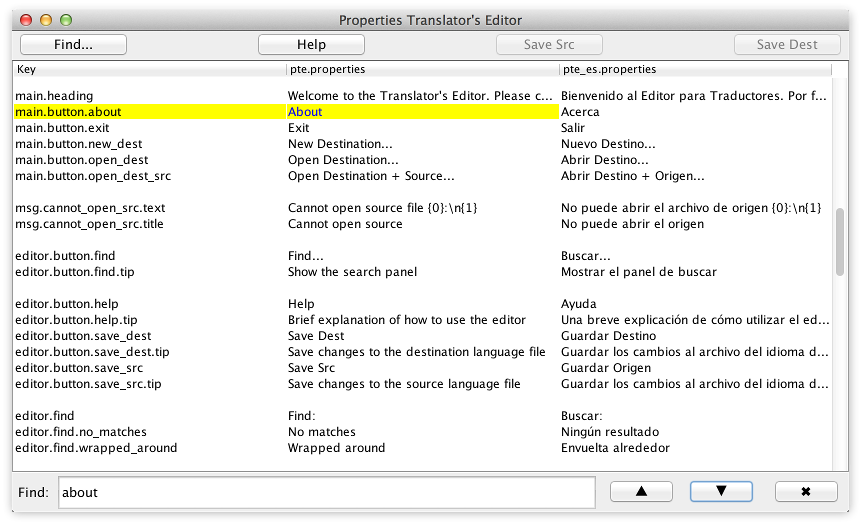 Properties Translator's Editor
Find... Help Save Src Save Dest
Key pte.properties pte_es.properties
main.heading Welcome to the Translator's Editor. Please c... Bienvenido al Editor para Traductores. Por f...
main.button.about About Acerca
main.button.exit Exit Salir
main.button.new_dest New Destination... Nuevo Destino...
main.button.open_dest Open Destination... Abrir Destino...
main.button.open_dest_src Open Destination + Source... Abrir Destino + Origen...
msg.cannot_open_src.text Cannot open source file {0}:\n{1} No puede abrir el archivo de origen {0}:\n{1}
msg.cannot_open_src.title Cannot open source No puede abrir el origen
editor.button.find Find... Buscar...
editor.button.find.tip Show the search panel Mostrar el panel de buscar
editor.button.help Help Ayuda
editor.button.help.tip Brief explanation of how to use the editor Una breve explicación de cómo utilizar el ed...
editor.button.save_dest Save Dest Guardar Destino
editor.button.save_dest.tip Save changes to the destination language file Guardar los cambios al archivo del idioma d...
editor.button.save_src Save Src Guardar Origen
editor.button.save_src.tip Save changes to the source language file Guardar los cambios al archivo del idioma d...
editor.find Find: Buscar:
editor.find.no_matches No matches Ningún resultado
editor.find.wrapped_around Wrapped around Envuelta alrededor
Find: about